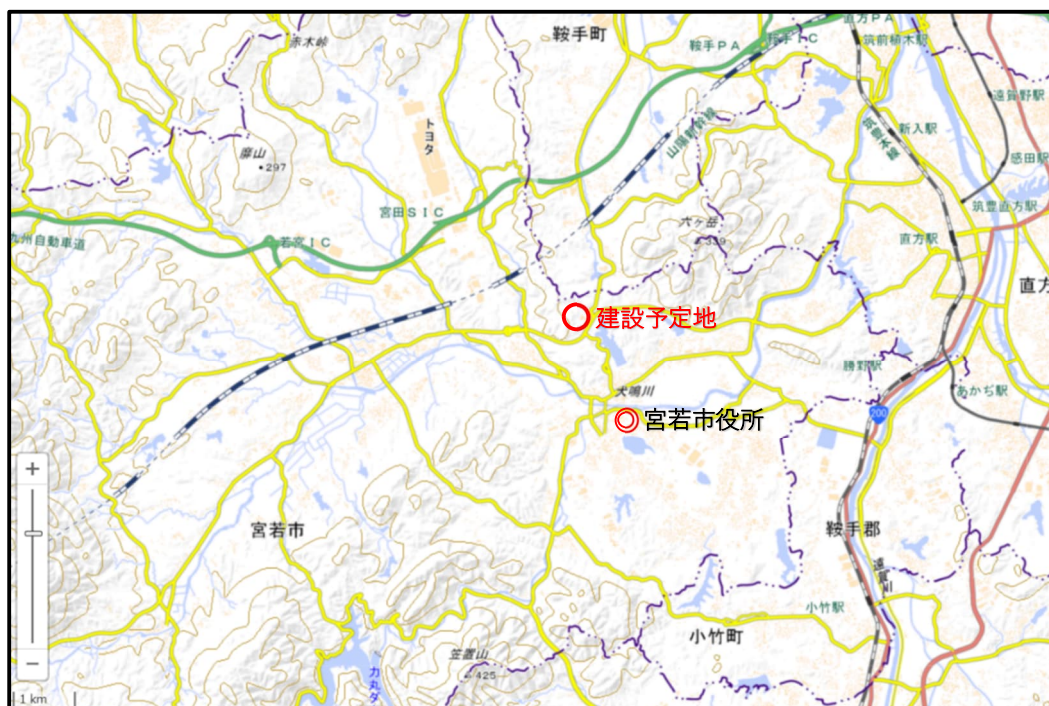 直方PA
鞍手町
鞍手PA
鞍手IC
筑前植木駅
赤木峠
遠賀野駅
トヨタ
山陽新幹線
筑豊本線
新入駅
感田駅
297
宮田SIC
六ヶ岳
339
筑豊直方駅
九州自動車道
若宮IC
直方駅
直方
建設予定地
勝野駅
犬鳴川
あかぢ駅
宮若市役所
200
+
宮若市
鞍手郡
遠賀川
小竹駅
小竹町
笠置山
425
力丸ダ
−
1 km